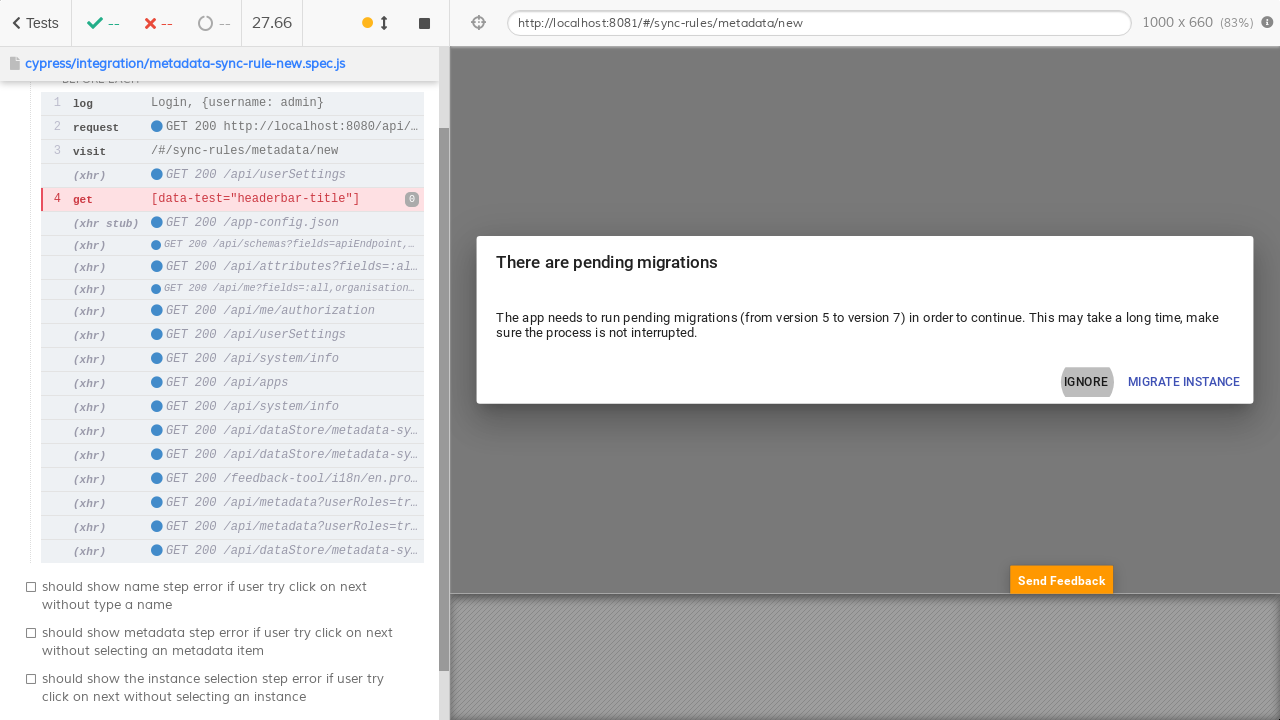 Tests
--
--
--
27.66
http://localhost:8081/#/sync-rules/metadata/new
1000 x 660 (83%)
cypress/integration/metadata-sync-rule-new.spec.js
BEFORE EACH
1 log Login, {username: admin}
2 request GET 200 http://localhost:8080/api/…
3 visit /#/sync-rules/metadata/new
(xhr) GET 200 /api/userSettings
4 get [data-test="headerbar-title"] 0
(xhr stub) GET 200 /app-config.json
(xhr) GET 200 /api/schemas?fields=apiEndpoint,…
(xhr) GET 200 /api/attributes?fields=:al…
(xhr) GET 200 /api/me?fields=:all,organisation…
(xhr) GET 200 /api/me/authorization
(xhr) GET 200 /api/userSettings
(xhr) GET 200 /api/system/info
(xhr) GET 200 /api/apps
(xhr) GET 200 /api/system/info
(xhr) GET 200 /api/dataStore/metadata-sy…
(xhr) GET 200 /api/dataStore/metadata-sy…
(xhr) GET 200 /feedback-tool/i18n/en.pro…
(xhr) GET 200 /api/metadata?userRoles=tr…
(xhr) GET 200 /api/metadata?userRoles=tr…
(xhr) GET 200 /api/dataStore/metadata-sy…
should show name step error if user try click on next
without type a name
should show metadata step error if user try click on next
without selecting an metadata item
should show the instance selection step error if user try
click on next without selecting an instance
There are pending migrations
The app needs to run pending migrations (from version 5 to version 7) in order to continue. This may take a long time, make
sure the process is not interrupted.
IGNORE
MIGRATE INSTANCE
Send Feedback